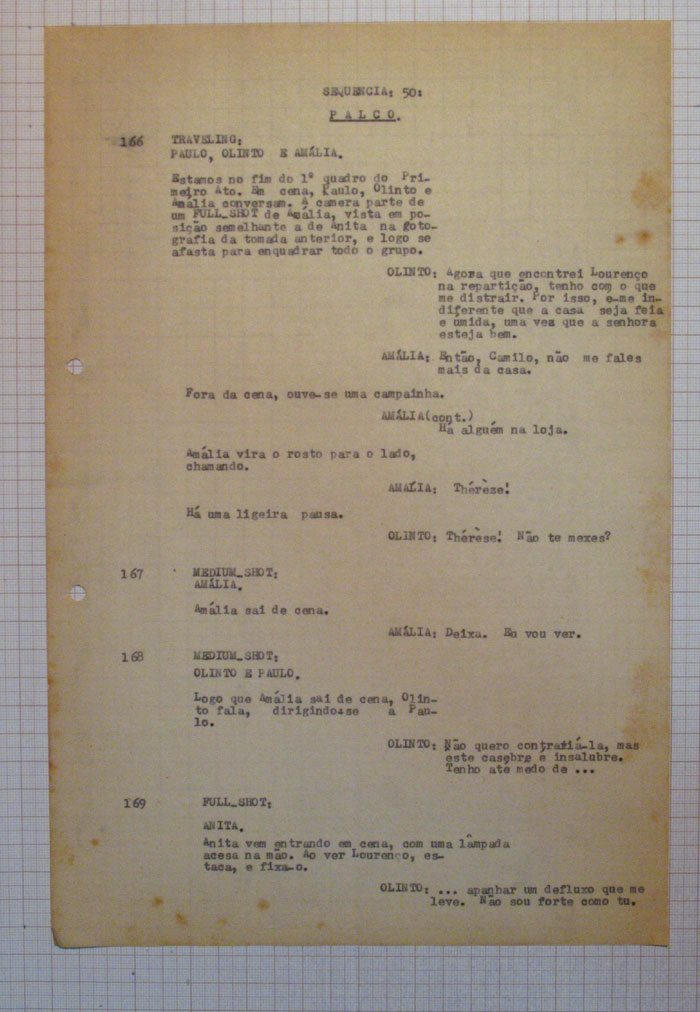 SEQUENCIA: 50:
PALCO.
166 TRAVELING:
PAULO, OLINTO E AMÁLIA.
Estamos no fim do 1º quadro do Pri-
meiro Ato. Em cena, Paulo, Olinto e
Amália conversam. A camera parte de
um FULL_SHOT de Amália, vista em po-
sição semelhante a de Anita na foto-
grafia da tomada anterior, e logo se
afasta para enquadrar todo o grupo.
OLINTO: Agora que encontrei Lourenço
na repartição, tenho com o que
me distrair. Por isso, e-me in-
diferente que a casa seja feia
e umida, uma vez que a senhora
esteja bem.
AMÁLIA: Então, Camilo, não me fales
mais da casa.
Fora da cena, ouve-se uma campainha.
AMÁLIA(cont.)
Há alguém na loja.
Amália vira o rosto para o lado,
chamando.
AMALIA: Thérèse!
Há uma ligeira pausa.
OLINTO: Thérèse! Não te mexes?
167 MEDIUM_SHOT:
AMÁLIA.
Amália sai de cena.
AMÁLIA: Deixa. Eu vou ver.
168 MEDIUM_SHOT:
OLINTO E PAULO.
Logo que Amália sai de cena, Olin-
to fala, dirigindo-se a Pau-
lo.
OLINTO: Não quero contrariá-la, mas
este casebre e insalubre.
Tenho ate medo de ...
169 FULL_SHOT:
ANITA.
Anita vem entrando em cena, com uma lâmpada
acesa na mão. Ao ver Lourenço, es-
taca, e fixa-o.
OLINTO: ... apanhar um defluxo que me
leve. Não sou forte como tu.